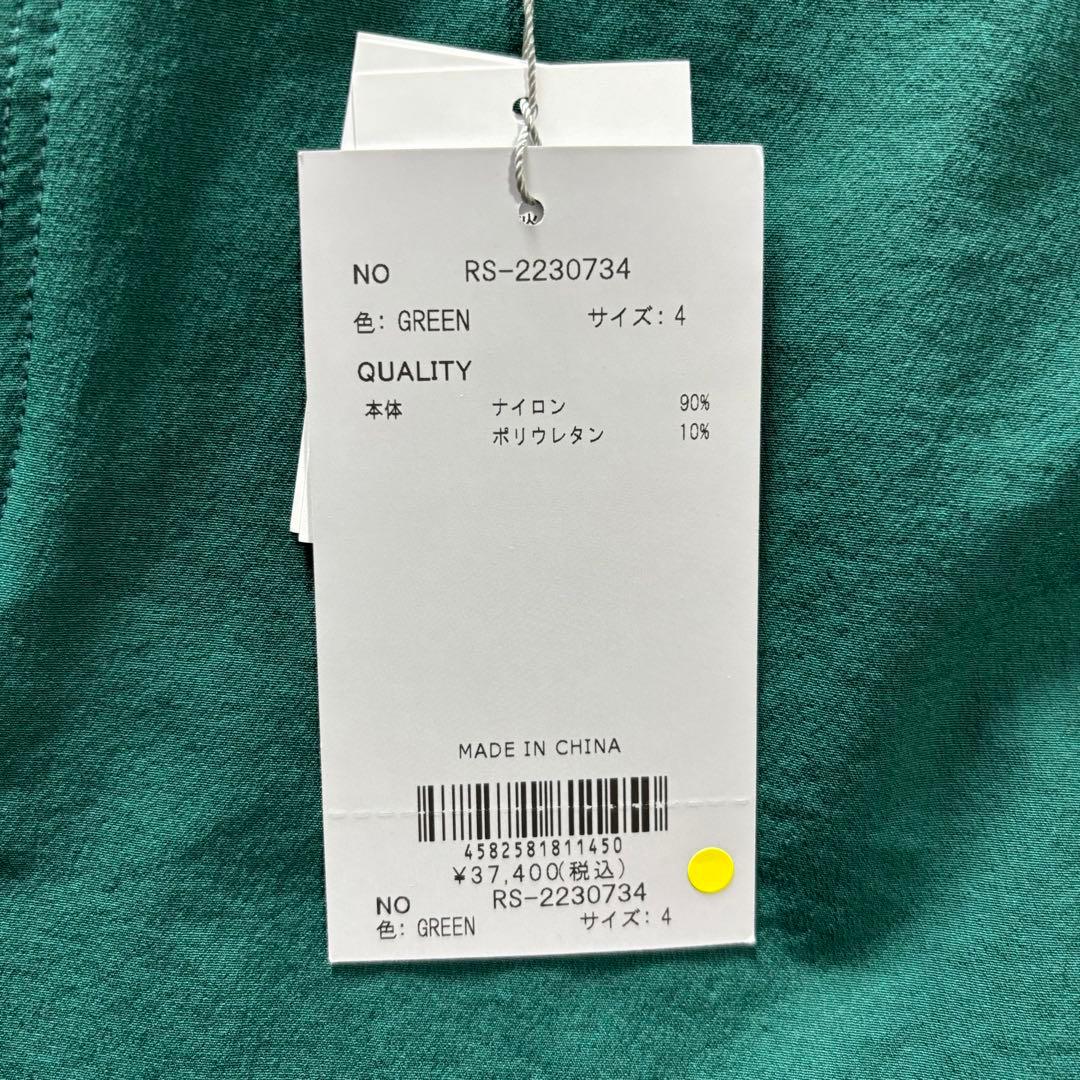 NO RS-2230734
色: GREEN サイズ: 4
QUALITY
本体 ナイロン 90%
ポリウレタン 10%
MADE IN CHINA
4582581811450
¥37,400(税込)
NO RS-2230734
色: GREEN サイズ: 4